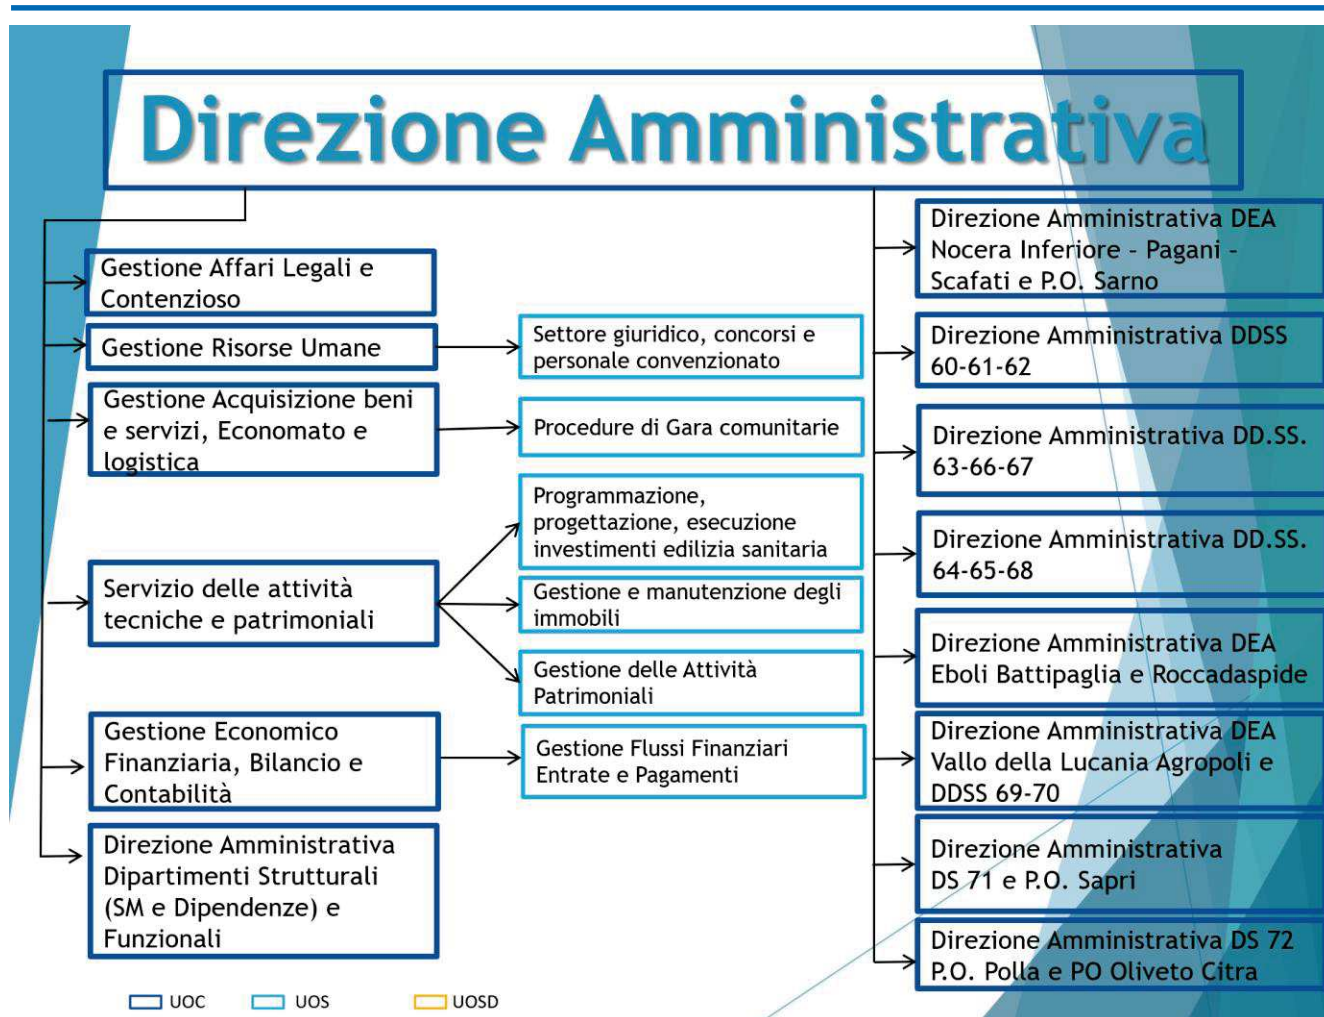 Direzione Amministrativa
Gestione Affari Legali e
Contenzioso
Gestione Risorse Umane
Gestione Acquisizione beni
e servizi, Economato e
logistica
Servizio delle attività
tecniche e patrimoniali
Gestione Economico
Finanziaria, Bilancio e
Contabilità
Direzione Amministrativa
Dipartimenti Strutturali
(SM e Dipendenze) e
Funzionali
Settore giuridico, concorsi e
personale convenzionato
Procedure di Gara comunitarie
Programmazione,
progettazione, esecuzione
investimenti edilizia sanitaria
Gestione e manutenzione degli
immobili
Gestione delle Attività
Patrimoniali
Gestione Flussi Finanziari
Entrate e Pagamenti
Direzione Amministrativa DEA
Nocera Inferiore - Pagani -
Scafati e P.O. Sarno
Direzione Amministrativa DDSS
60-61-62
Direzione Amministrativa DD.SS.
63-66-67
Direzione Amministrativa DD.SS.
64-65-68
Direzione Amministrativa DEA
Eboli Battipaglia e Roccadaspide
Direzione Amministrativa DEA
Vallo della Lucania Agropoli e
DDSS 69-70
Direzione Amministrativa
DS 71 e P.O. Sapri
Direzione Amministrativa DS 72
P.O. Polla e PO Oliveto Citra
UOC UOS UOSD